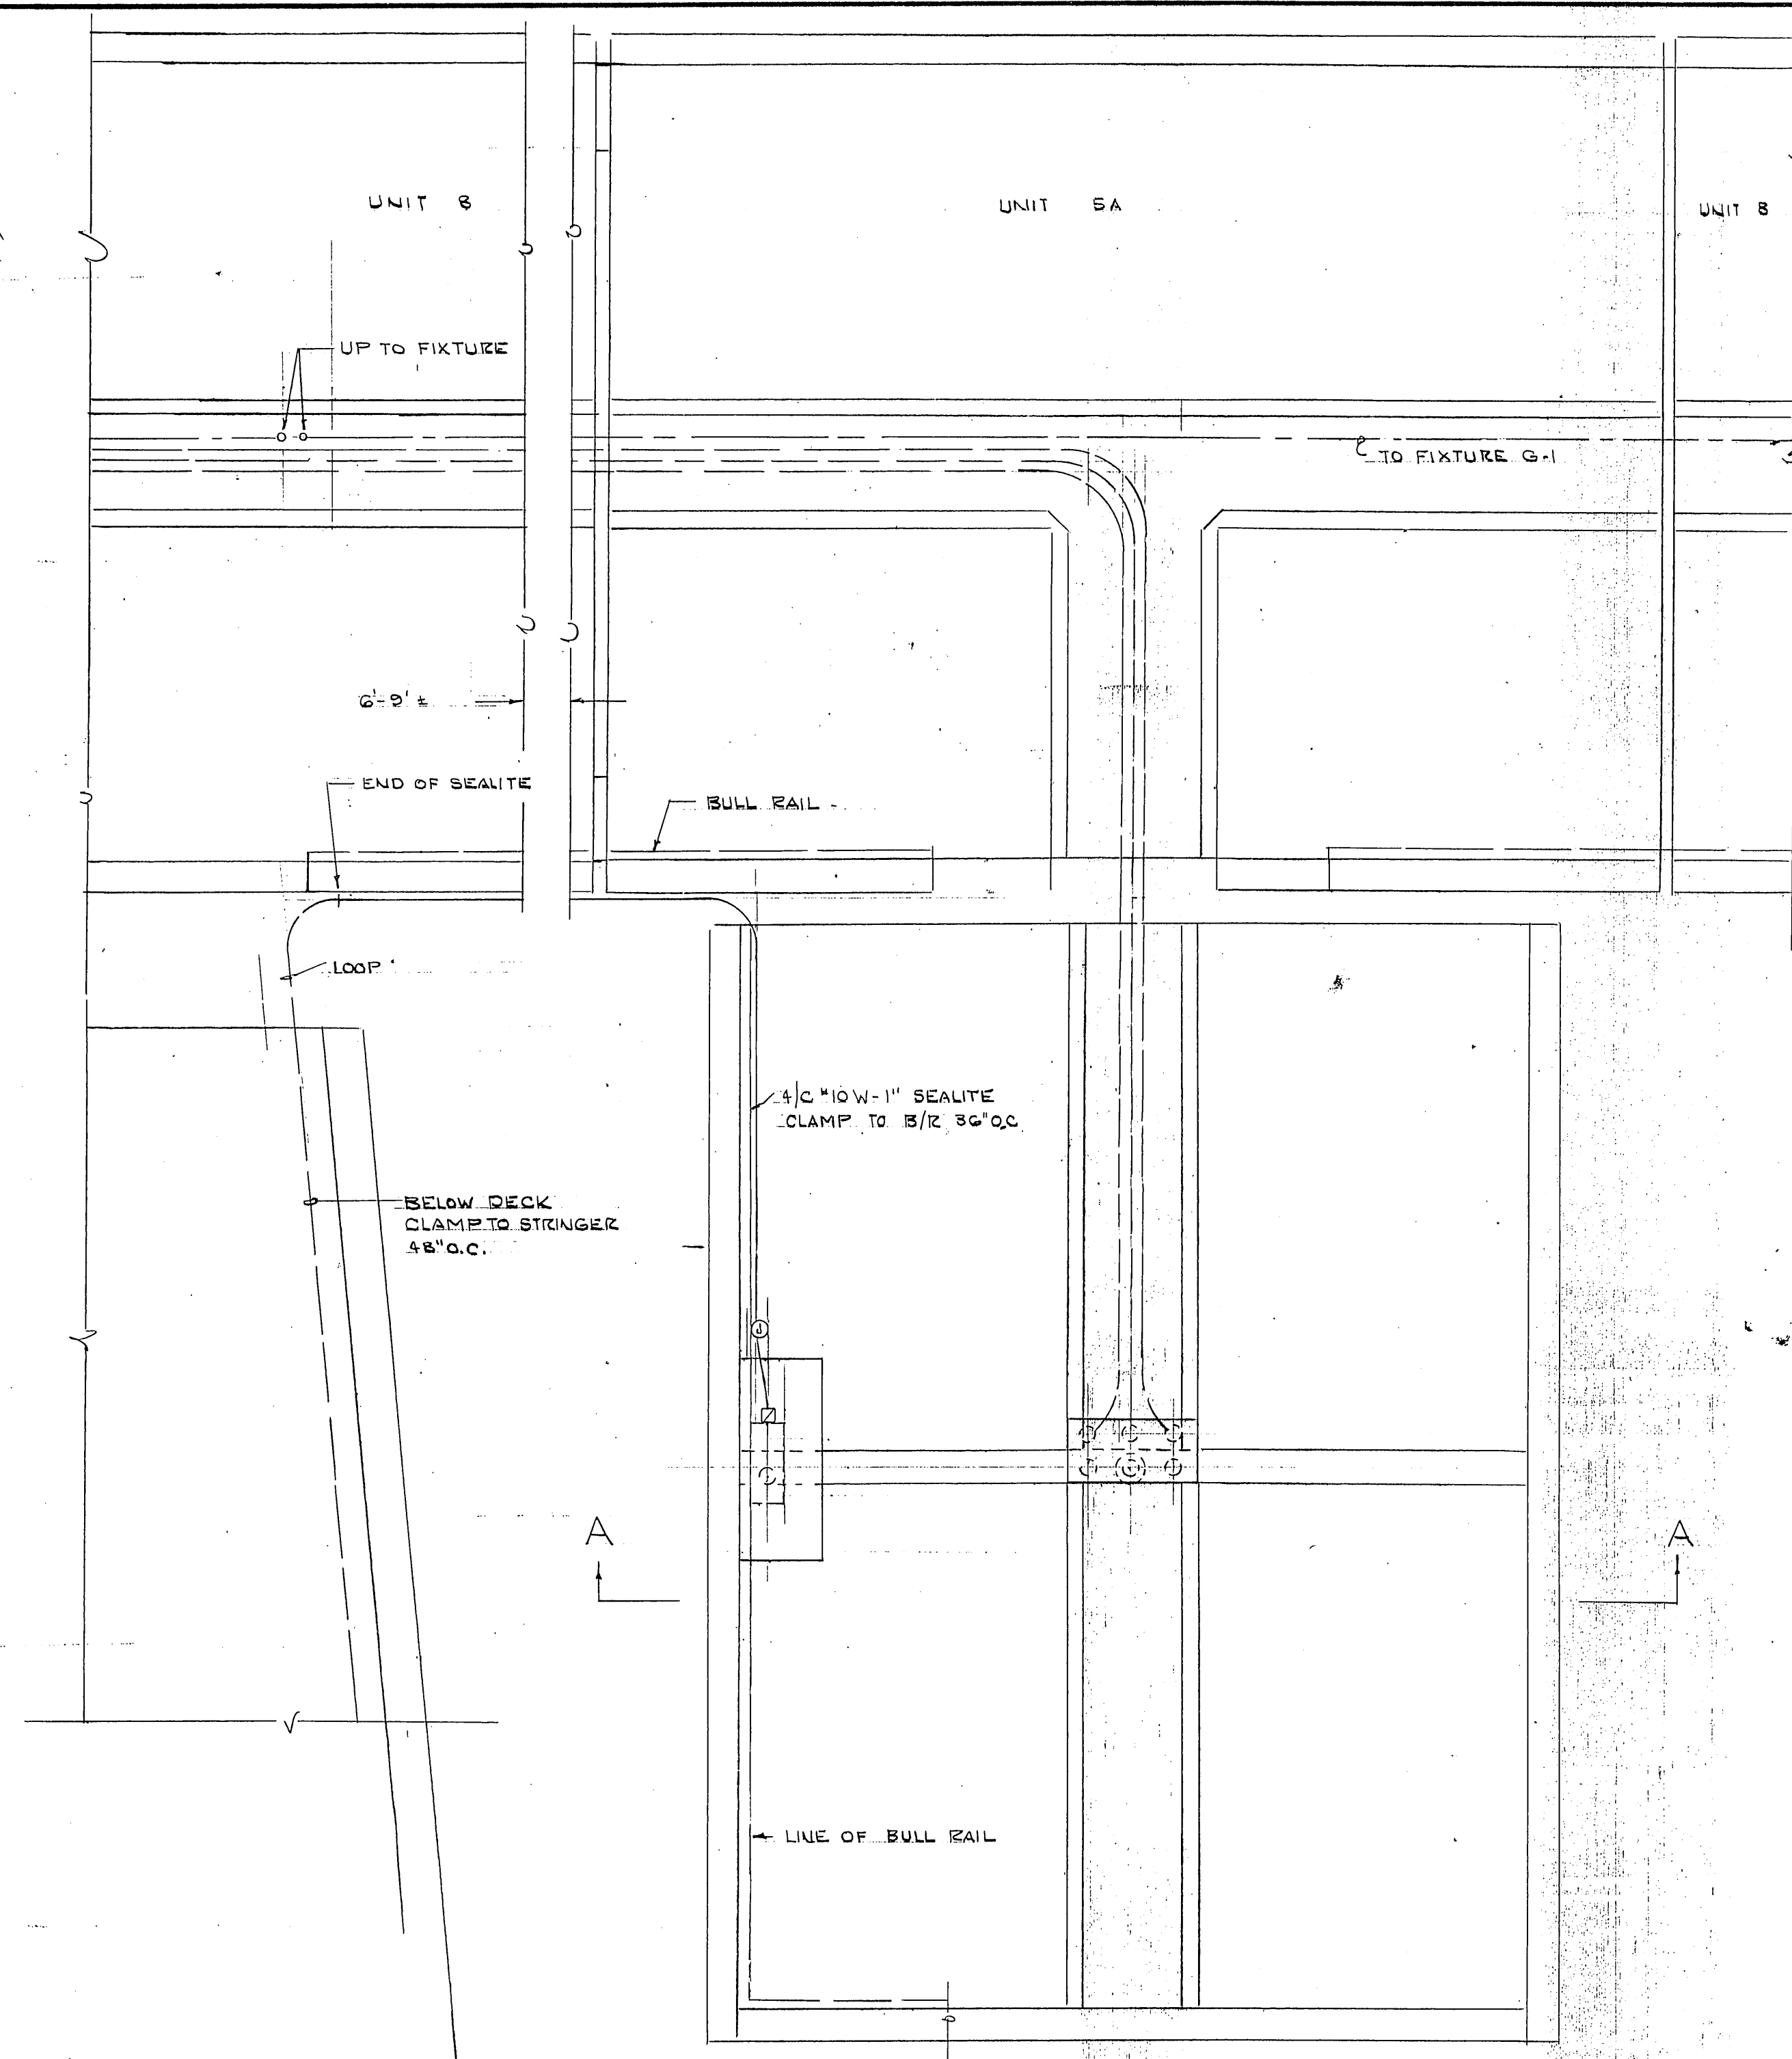 UNIT 8
UNIT 5A
UNIT 8
UP TO FIXTURE
TO FIXTURE G-1
6'-9' ±
END OF SEALITE
BULL RAIL
LOOP
4/C #10 W-1" SEALITE
CLAMP TO B/R 36" O.C.
BELOW DECK
CLAMP TO STRINGER
48" O.C.
J
A
A
LINE OF BULL RAIL